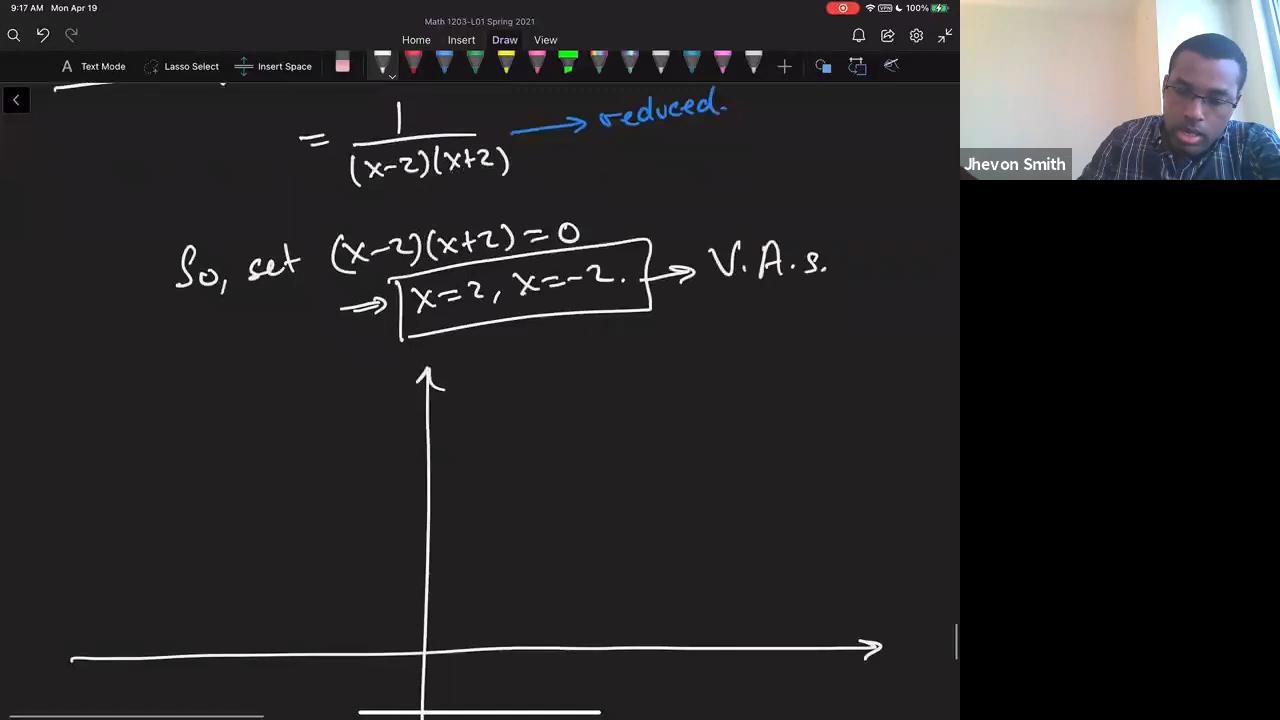 9:17 AM Mon Apr 19
VPN 100%
Math 1203-L01 Spring 2021
Home Insert Draw View
Text Mode Lasso Select Insert Space
= 1/((x-2)(x+2)) → reduced.
So, set (x-2)(x+2)=0
⇒ x=2, x=-2. → V.A.s.
Jhevon Smith